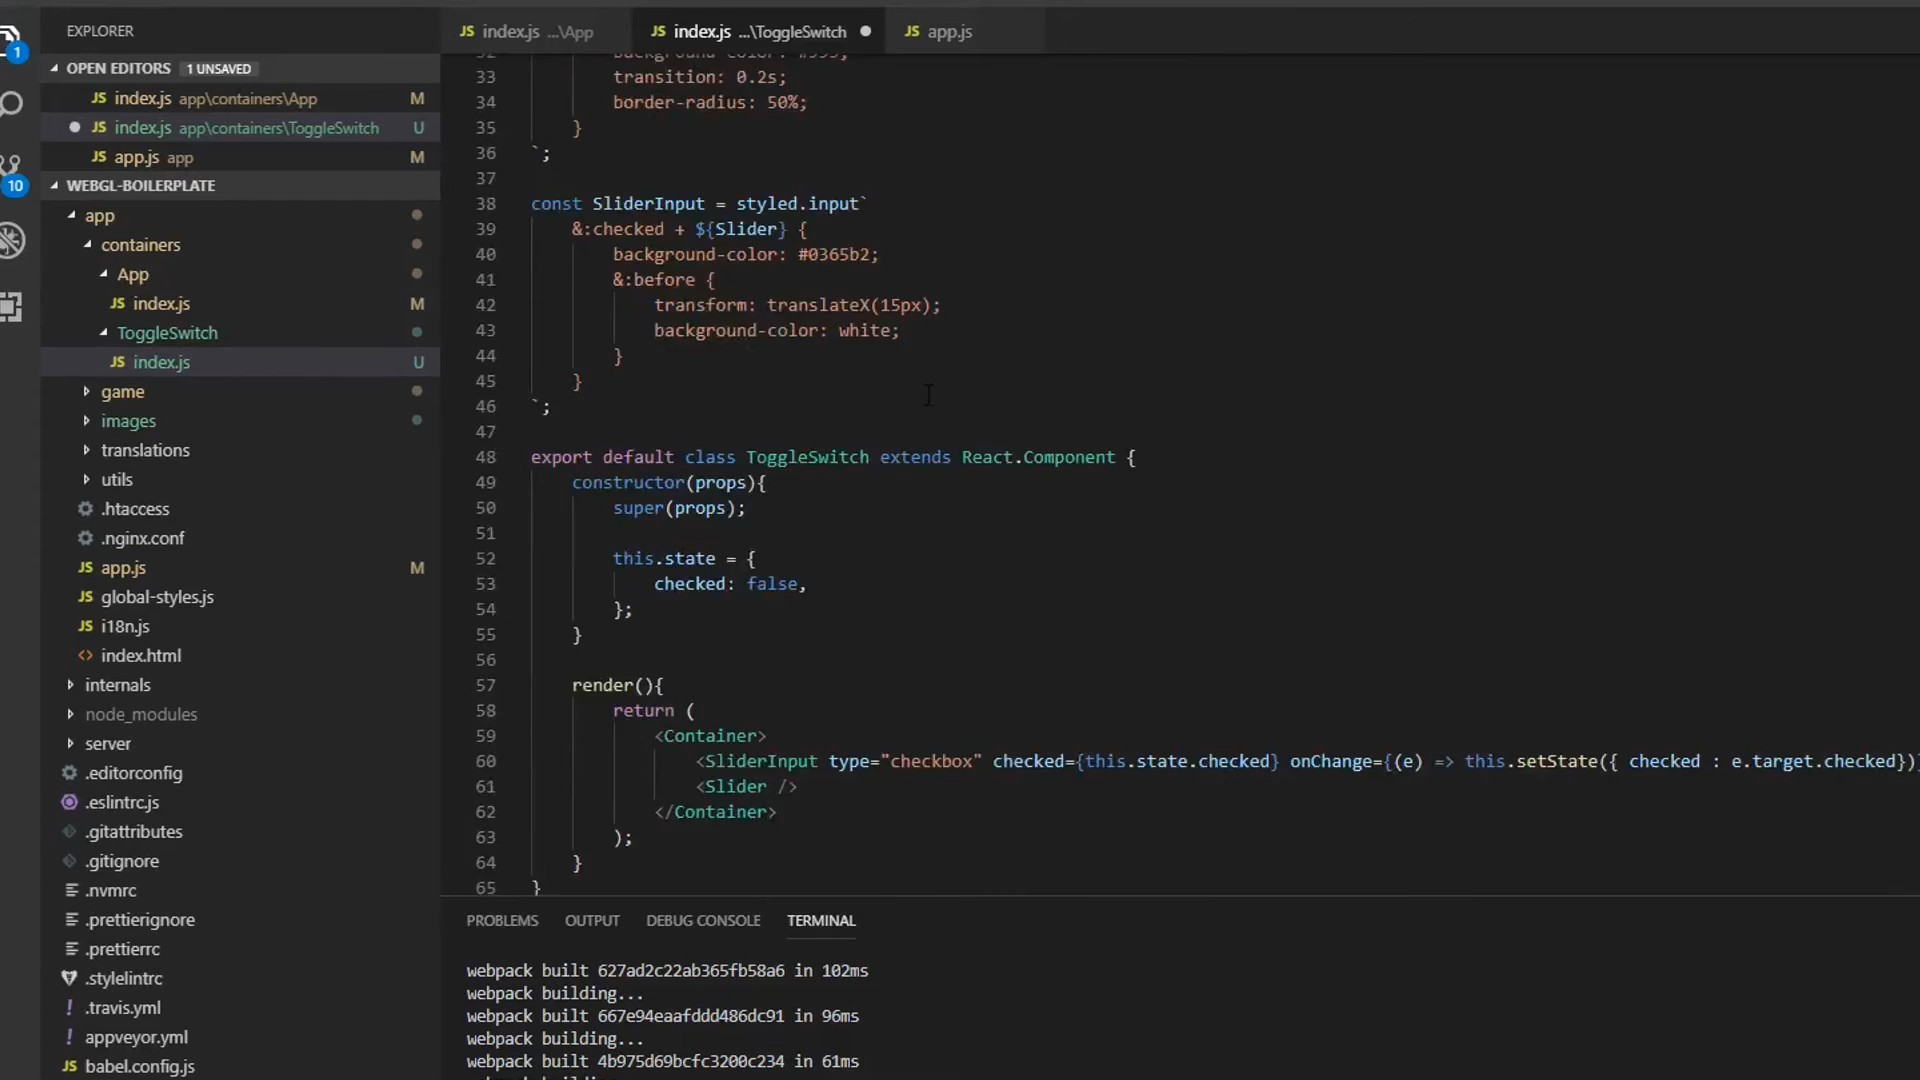 EXPLORER
OPEN EDITORS 1 UNSAVED
JS index.js app\containers\App M
JS index.js app\containers\ToggleSwitch U
JS app.js app M
WEBGL-BOILERPLATE
app
containers
App
JS index.js M
ToggleSwitch
JS index.js U
game
images
translations
utils
.htaccess
.nginx.conf
JS app.js M
JS global-styles.js
JS i18n.js
<> index.html
internals
node_modules
server
.editorconfig
.eslintrc.js
.gitattributes
.gitignore
.nvmrc
.prettierignore
.prettierrc
.stylelintrc
! .travis.yml
! appveyor.yml
JS babel.config.js
1
10
JS index.js ...\App
JS index.js ...\ToggleSwitch
JS app.js
33 transition: 0.2s;
34 border-radius: 50%;
35 }
36 `;
37
38 const SliderInput = styled.input`
39 &:checked + ${Slider} {
40 background-color: #0365b2;
41 &:before {
42 transform: translateX(15px);
43 background-color: white;
44 }
45 }
46 `;
47
48 export default class ToggleSwitch extends React.Component {
49 constructor(props){
50 super(props);
51
52 this.state = {
53 checked: false,
54 };
55 }
56
57 render(){
58 return (
59 <Container>
60 <SliderInput type="checkbox" checked={this.state.checked} onChange={(e) => this.setState({ checked : e.target.checked})}
61 <Slider />
62 </Container>
63 );
64 }
65 }
PROBLEMS OUTPUT DEBUG CONSOLE TERMINAL
webpack built 627ad2c22ab365fb58a6 in 102ms
webpack building...
webpack built 667e94eaafddd486dc91 in 96ms
webpack building...
webpack built 4b975d69bcfc3200c234 in 61ms